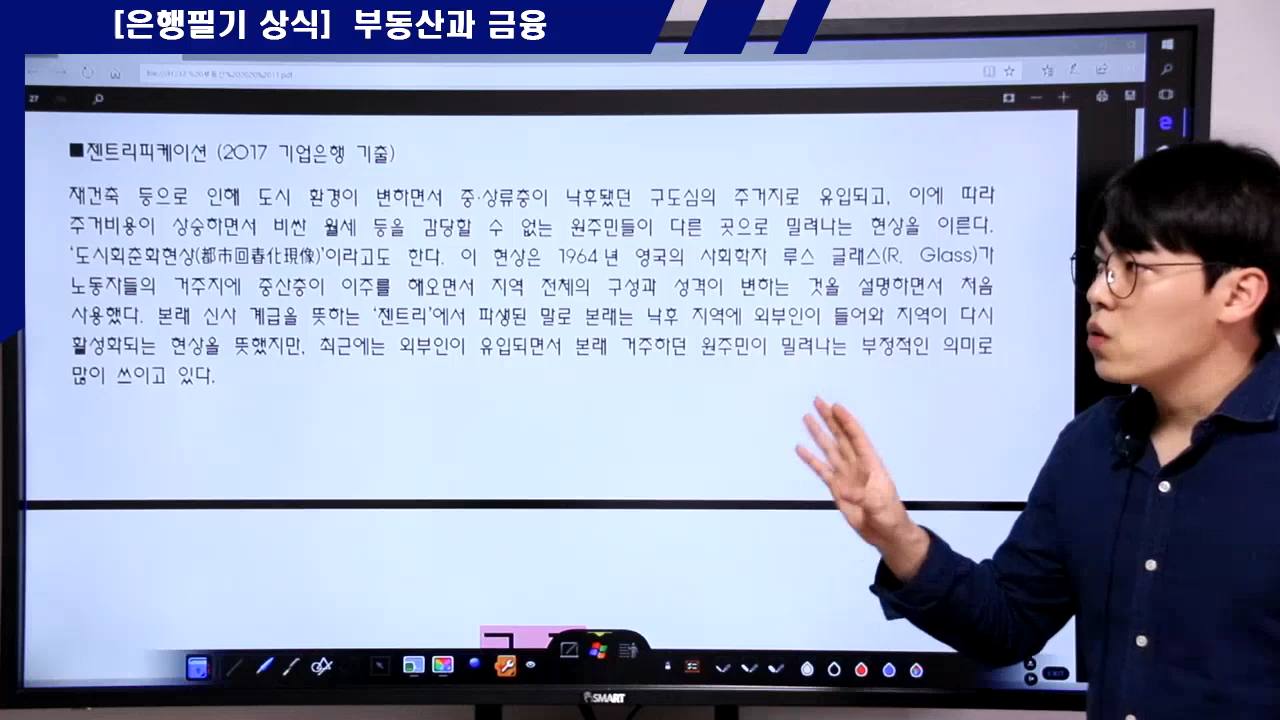 [은행필기 상식] 부동산과 금융
27
■젠트리피케이션 (2017 기업은행 기출)
재건축 등으로 인해 도시 환경이 변하면서 중·상류층이 낙후됐던 구도심의 주거지로 유입되고, 이에 따라
주거비용이 상승하면서 비싼 월세 등을 감당할 수 없는 원주민들이 다른 곳으로 밀려나는 현상을 이른다.
‘도시회춘화현상(都市回春化現像)’이라고도 한다. 이 현상은 1964년 영국의 사회학자 루스 글래스(R. Glass)가
노동자들의 거주지에 중산층이 이주를 해오면서 지역 전체의 구성과 성격이 변하는 것을 설명하면서 처음
사용했다. 본래 신사 계급을 뜻하는 ‘젠트리’에서 파생된 말로 본래는 낙후 지역에 외부인이 들어와 지역이 다시
활성화되는 현상을 뜻했지만, 최근에는 외부인이 유입되면서 본래 거주하던 원주민이 밀려나는 부정적인 의미로
많이 쓰이고 있다.
EXIT
SMART